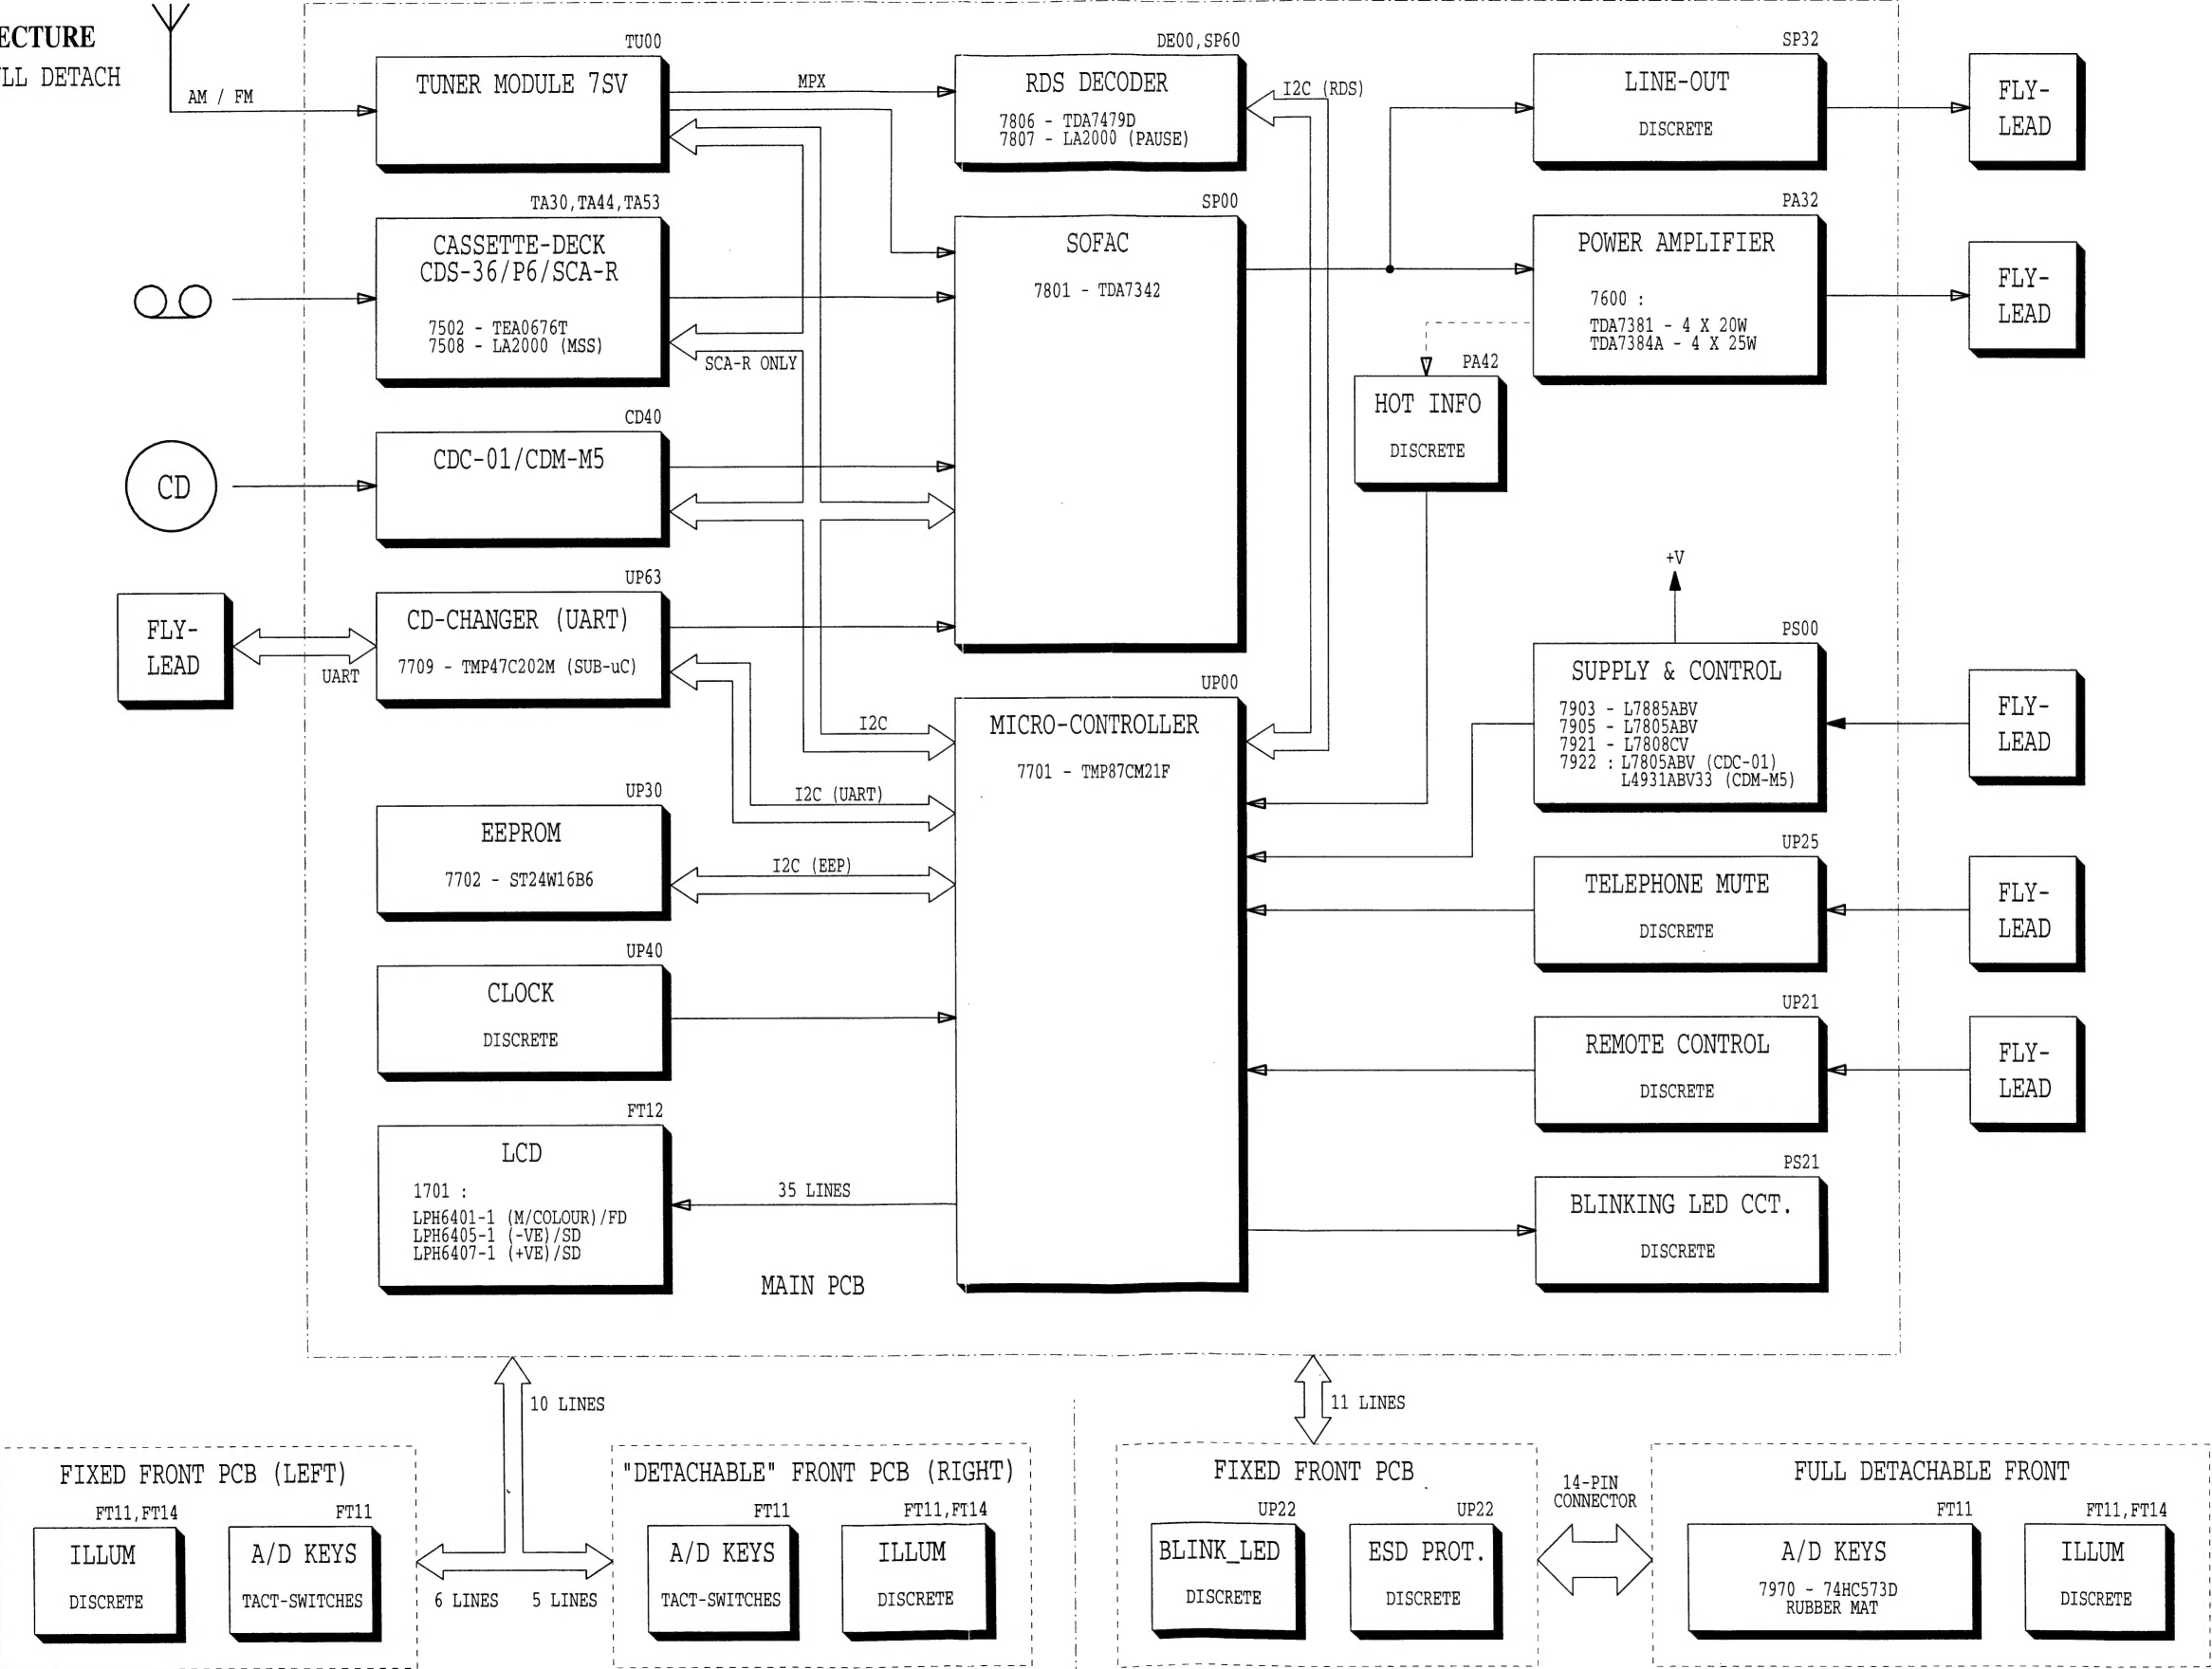 ECTURE
LL DETACH
AM / FM
TU00
TUNER MODULE 7SV
MPX
DE00,SP60
RDS DECODER
7806 - TDA7479D
7807 - LA2000 (PAUSE)
I2C (RDS)
SP32
LINE-OUT
DISCRETE
FLY-
LEAD
TA30,TA44,TA53
CASSETTE-DECK
CDS-36/P6/SCA-R
7502 - TEA0676T
7508 - LA2000 (MSS)
SCA-R ONLY
SP00
SOFAC
7801 - TDA7342
PA32
POWER AMPLIFIER
7600 :
TDA7381 - 4 X 20W
TDA7384A - 4 X 25W
FLY-
LEAD
PA42
HOT INFO
DISCRETE
CD
CD40
CDC-01/CDM-M5
+V
FLY-
LEAD
UART
UP63
CD-CHANGER (UART)
7709 - TMP47C202M (SUB-uC)
I2C
I2C (UART)
UP00
MICRO-CONTROLLER
7701 - TMP87CM21F
PS00
SUPPLY & CONTROL
7903 - L7885ABV
7905 - L7805ABV
7921 - L7808CV
7922 : L7805ABV (CDC-01)
L4931ABV33 (CDM-M5)
FLY-
LEAD
UP30
EEPROM
7702 - ST24W16B6
I2C (EEP)
UP25
TELEPHONE MUTE
DISCRETE
FLY-
LEAD
UP40
CLOCK
DISCRETE
UP21
REMOTE CONTROL
DISCRETE
FLY-
LEAD
FT12
LCD
1701 :
LPH6401-1 (M/COLOUR)/FD
LPH6405-1 (-VE)/SD
LPH6407-1 (+VE)/SD
35 LINES
PS21
BLINKING LED CCT.
DISCRETE
MAIN PCB
10 LINES
11 LINES
FIXED FRONT PCB (LEFT)
FT11,FT14
ILLUM
DISCRETE
FT11
A/D KEYS
TACT-SWITCHES
6 LINES
5 LINES
"DETACHABLE" FRONT PCB (RIGHT)
FT11
A/D KEYS
TACT-SWITCHES
FT11,FT14
ILLUM
DISCRETE
FIXED FRONT PCB
UP22
BLINK_LED
DISCRETE
UP22
ESD PROT.
DISCRETE
14-PIN
CONNECTOR
FULL DETACHABLE FRONT
FT11
A/D KEYS
7970 - 74HC573D
RUBBER MAT
FT11,FT14
ILLUM
DISCRETE